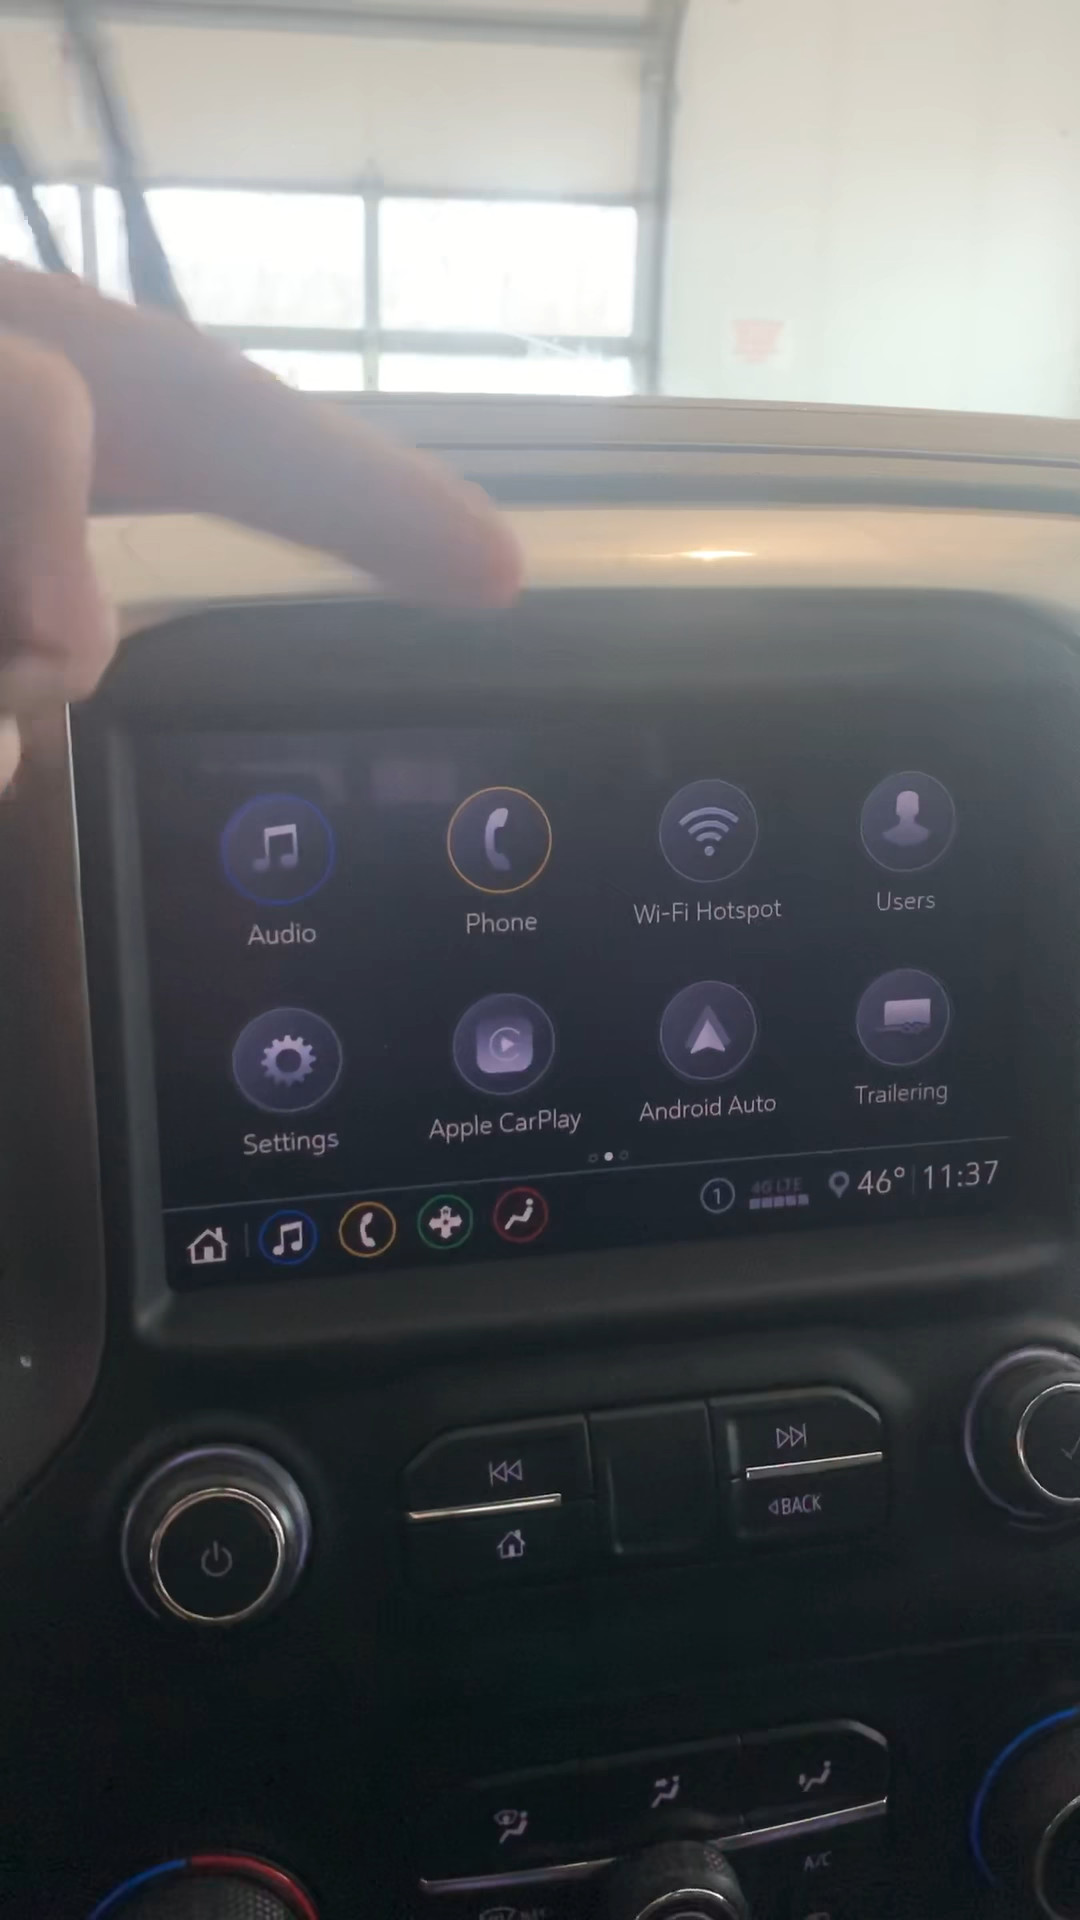 Audio
Phone
Wi-Fi Hotspot
Users
Settings
Apple CarPlay
Android Auto
Trailering
1
4G LTE
46° 11:37
BACK
A/C